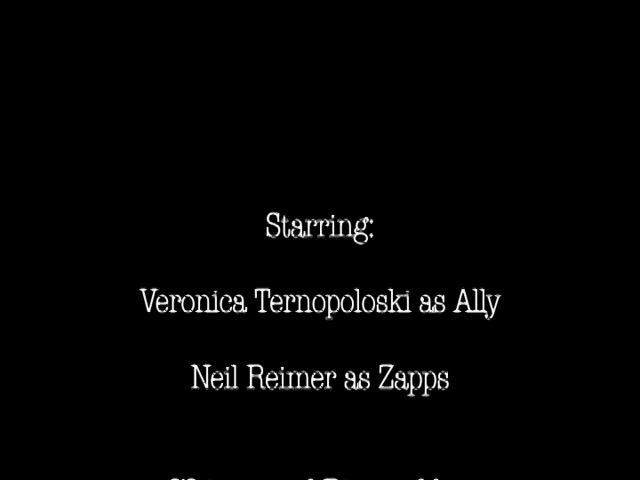 Starring:
Veronica Ternopoloski as Ally
Neil Reimer as Zapps